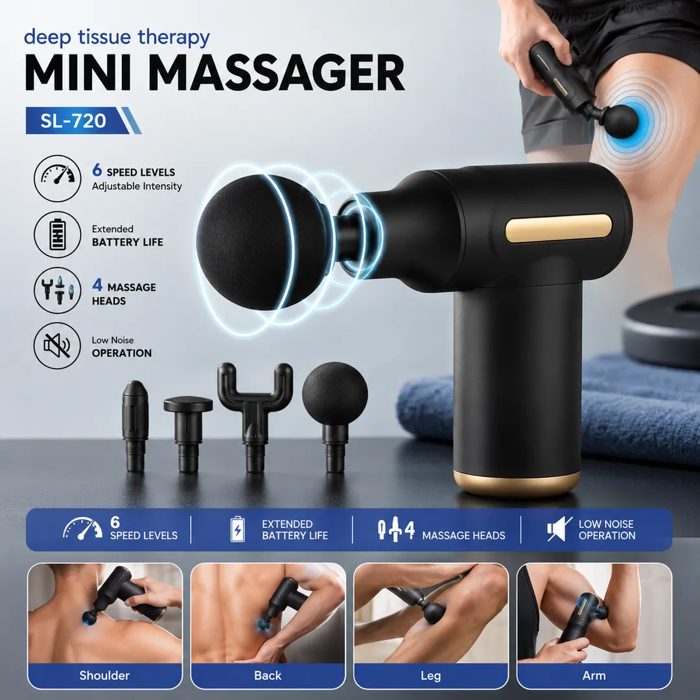 deep tissue therapy
MINI MASSAGER
SL-720
6 SPEED LEVELS
Adjustable Intensity
Extended
BATTERY LIFE
4 MASSAGE
HEADS
Low Noise
OPERATION
6
SPEED LEVELS
EXTENDED
BATTERY LIFE
4 MASSAGE HEADS
LOW NOISE
OPERATION
Shoulder
Back
Leg
Arm